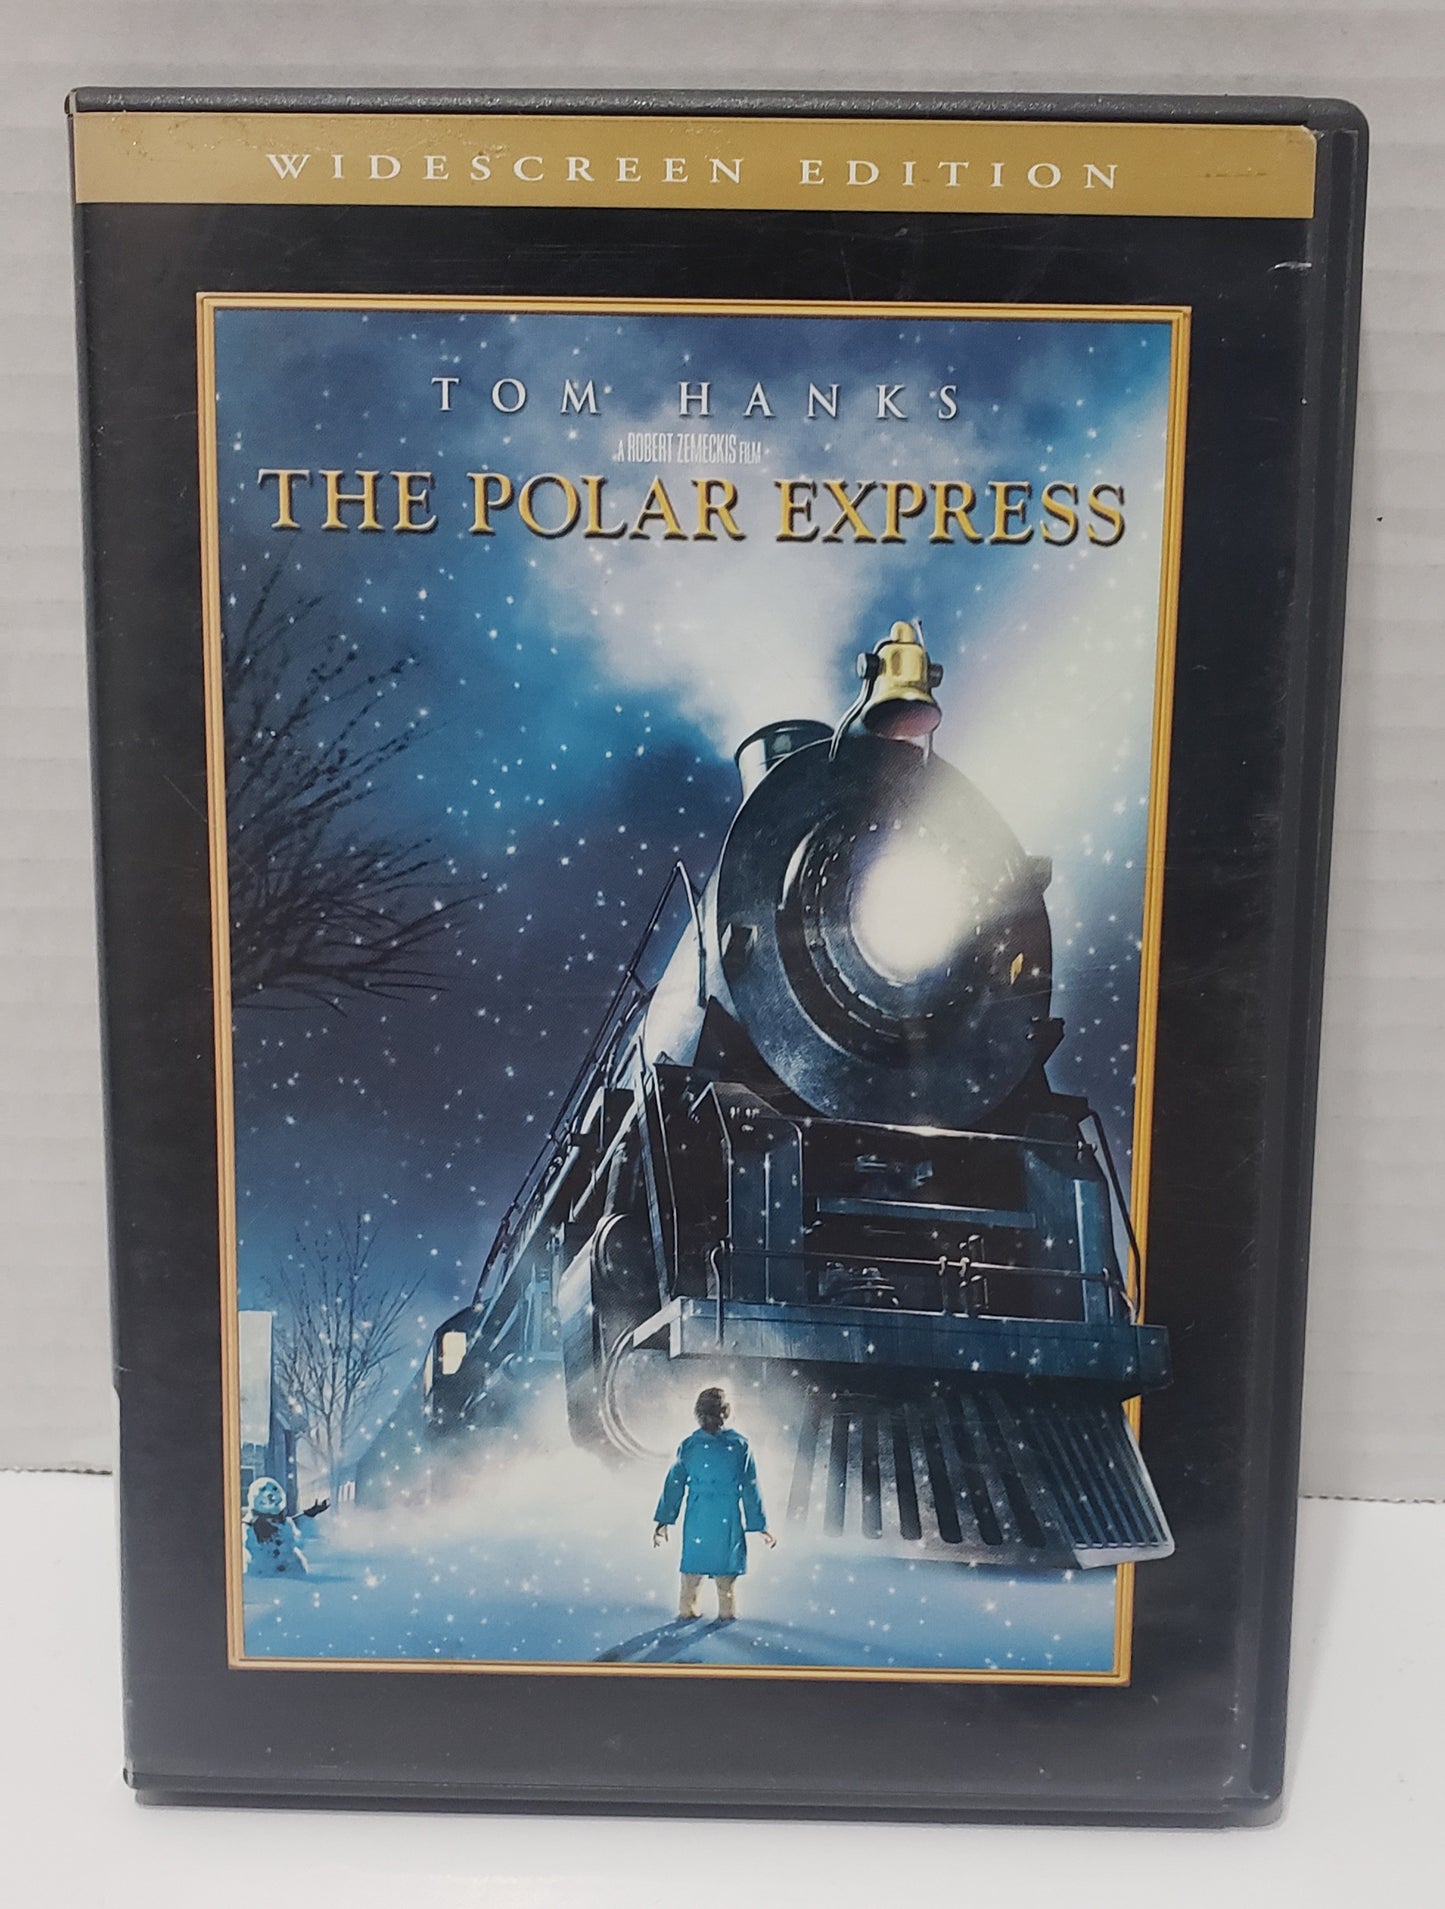 WIDESCREEN EDITION
TOM HANKS
A ROBERT ZEMECKIS FILM
THE POLAR EXPRESS